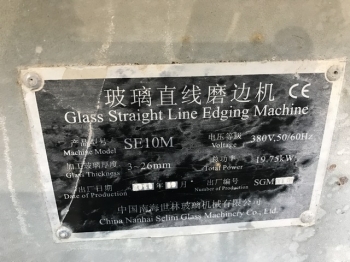 玻璃直线磨边机 CE
Glass Straight Line Edging Machine
产品型号 SE10M 电压等级 380V,50/60Hz
Machine Model Voltage
加工玻璃厚度 3~26mm 总功率 19.75KW
Glass Thickness Total Power
出厂日期 年 月 出厂编号 SGM
Date of Production Number of Production
中国南海世林玻璃机械有限公司
China Nanhai Selini Glass Machinery Co., Ltd.